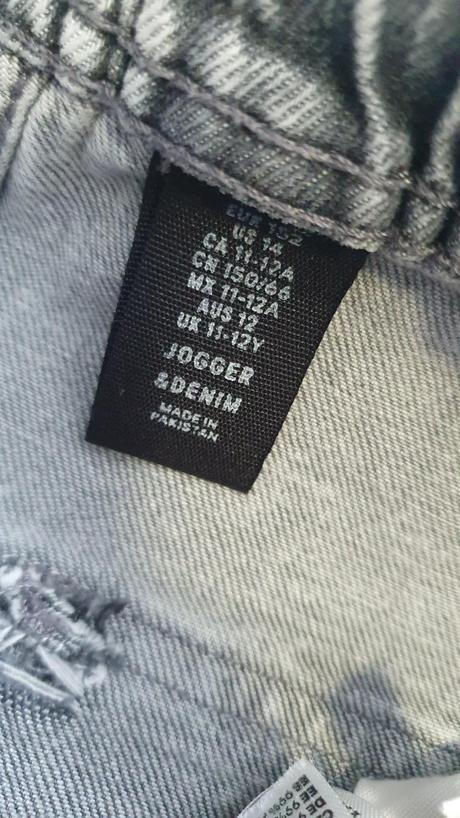 EUR 152
US 14
CA 11-12A
CN 150/66
MX 11-12A
AUS 12
UK 11-12Y
JOGGER
&DENIM
MADE IN
PAKISTAN